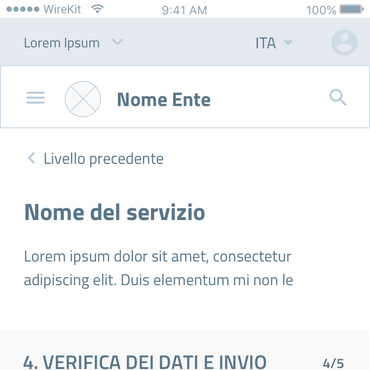 WireKit 9:41 AM 100%
Lorem Ipsum ITA
Nome Ente
Livello precedente
Nome del servizio
Lorem ipsum dolor sit amet, consectetur
adipiscing elit. Duis elementum mi non le
4. VERIFICA DEI DATI E INVIO 4/5